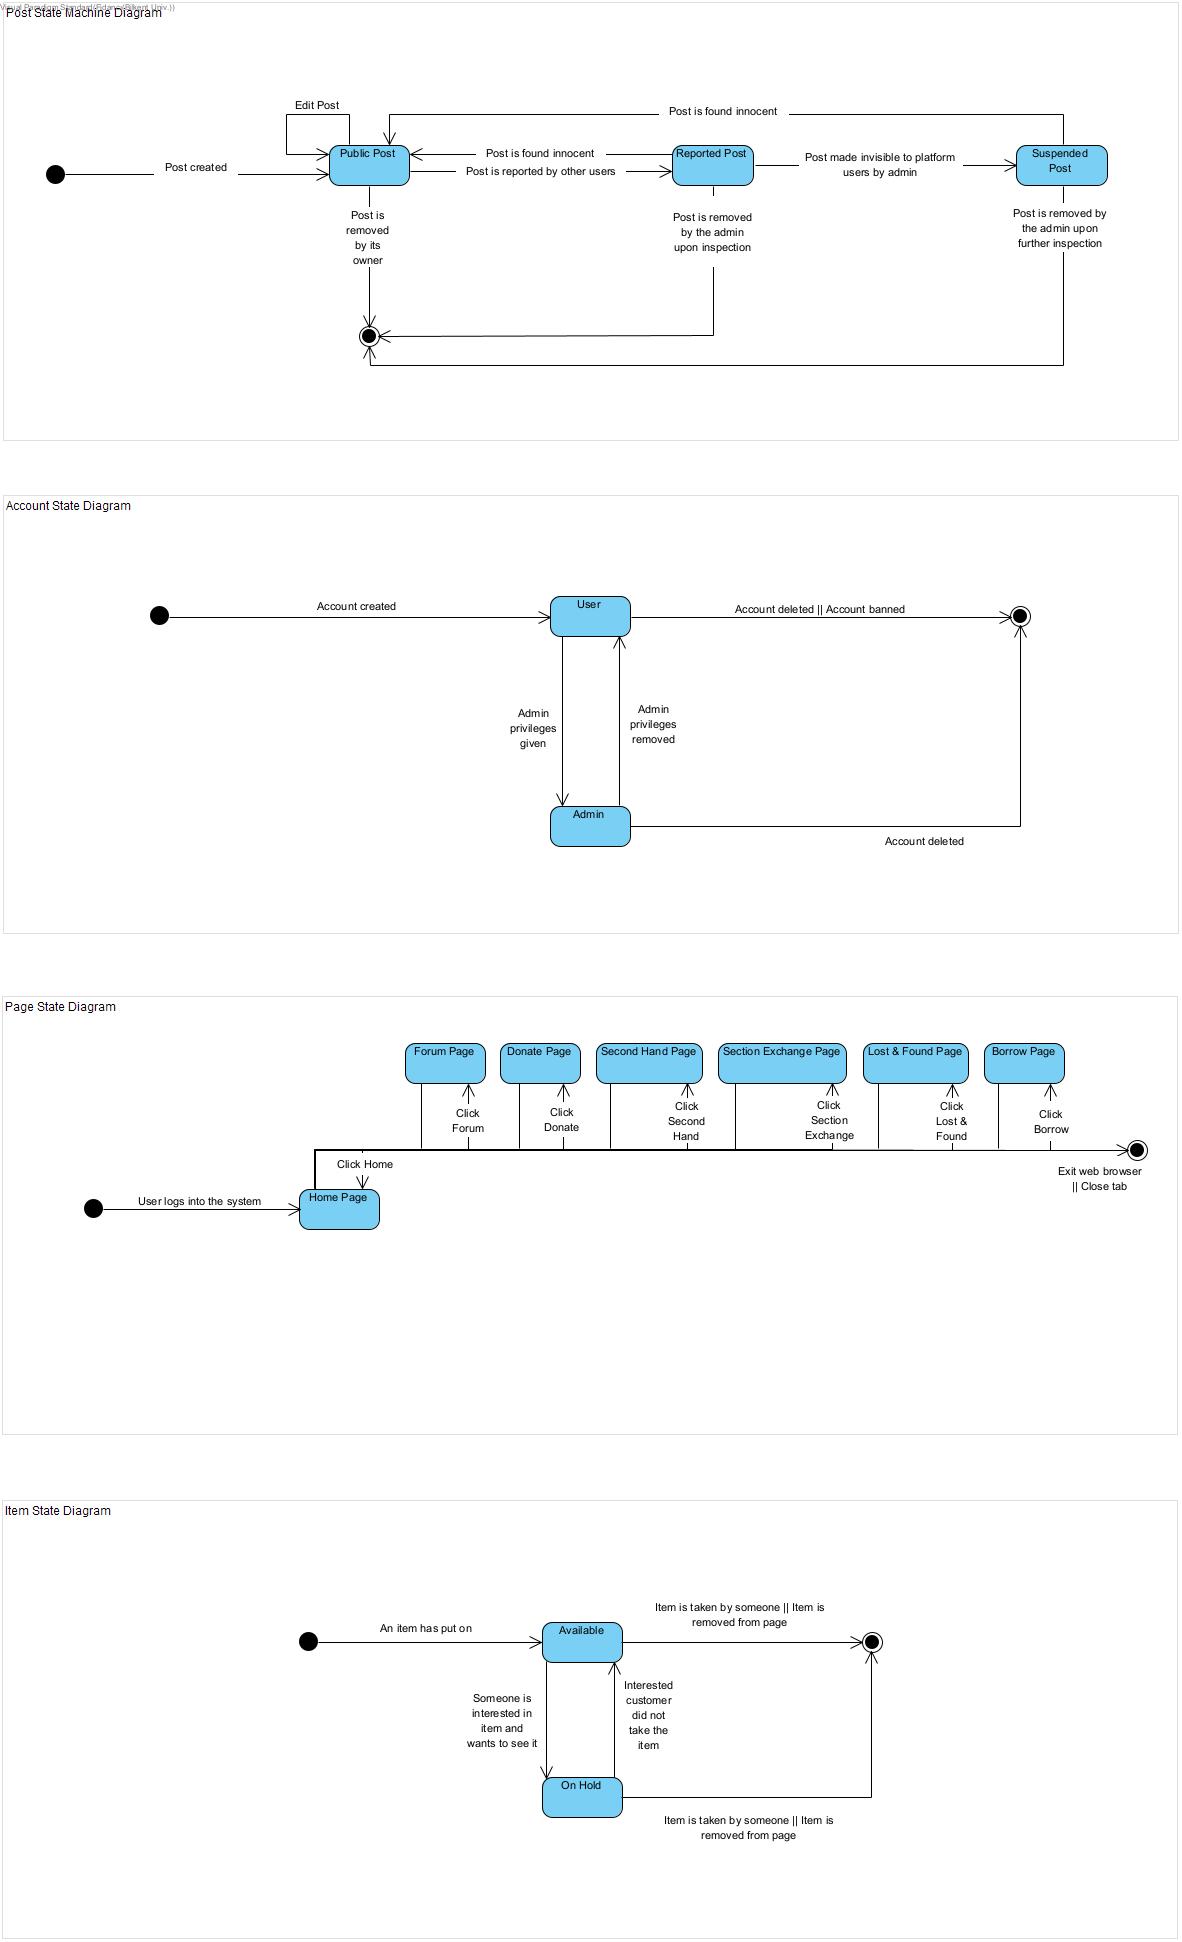 Post State Machine Diagram
Edit Post
Post is found innocent
Post created
Public Post
Post is found innocent
Post is reported by other users
Reported Post
Post made invisible to platform
users by admin
Suspended
Post
Post is
removed
by its
owner
Post is removed
by the admin
upon inspection
Post is removed by
the admin upon
further inspection
Account State Diagram
Account created
User
Account deleted || Account banned
Admin
privileges
given
Admin
privileges
removed
Admin
Account deleted
Page State Diagram
Forum Page
Donate Page
Second Hand Page
Section Exchange Page
Lost & Found Page
Borrow Page
Click
Forum
Click
Donate
Click
Second
Hand
Click
Section
Exchange
Click
Lost &
Found
Click
Borrow
Click Home
Exit web browser
|| Close tab
User logs into the system
Home Page
Item State Diagram
An item has put on
Available
Item is taken by someone || Item is
removed from page
Someone is
interested in
item and
wants to see it
Interested
customer
did not
take the
item
On Hold
Item is taken by someone || Item is
removed from page